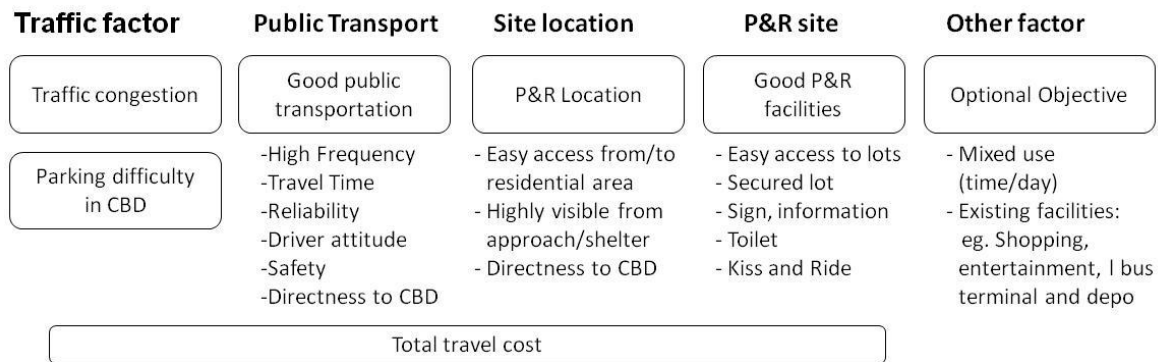 Traffic factor
Public Transport
Site location
P&R site
Other factor
Traffic congestion
Parking difficulty
in CBD
Good public
transportation
-High Frequency
-Travel Time
-Reliability
-Driver attitude
-Safety
-Directness to CBD
P&R Location
- Easy access from/to
residential area
- Highly visible from
approach/shelter
- Directness to CBD
Good P&R
facilities
- Easy access to lots
- Secured lot
- Sign, information
- Toilet
- Kiss and Ride
Optional Objective
- Mixed use
(time/day)
- Existing facilities:
eg. Shopping,
entertainment, l bus
terminal and depo
Total travel cost